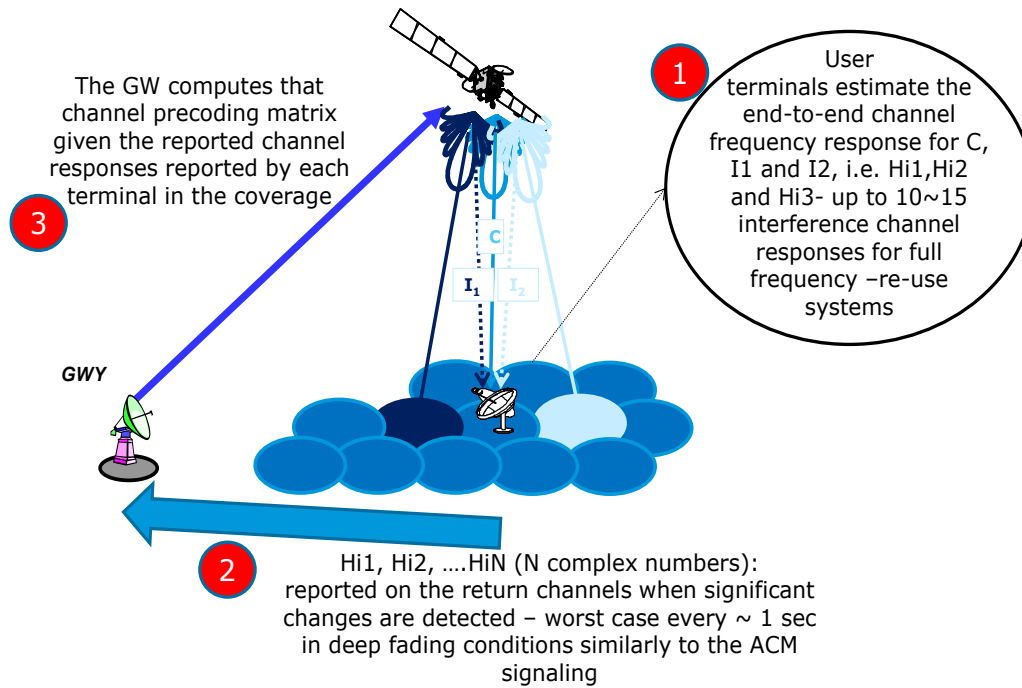 1
User
terminals estimate the
end-to-end channel
frequency response for C,
I1 and I2, i.e. Hi1,Hi2
and Hi3- up to 10~15
interference channel
responses for full
frequency –re-use
systems
The GW computes that
channel precoding matrix
given the reported channel
responses reported by each
terminal in the coverage
3
C
I₁
I₂
GWY
2
Hi1, Hi2, ….HiN (N complex numbers):
reported on the return channels when significant
changes are detected – worst case every ~ 1 sec
in deep fading conditions similarly to the ACM
signaling